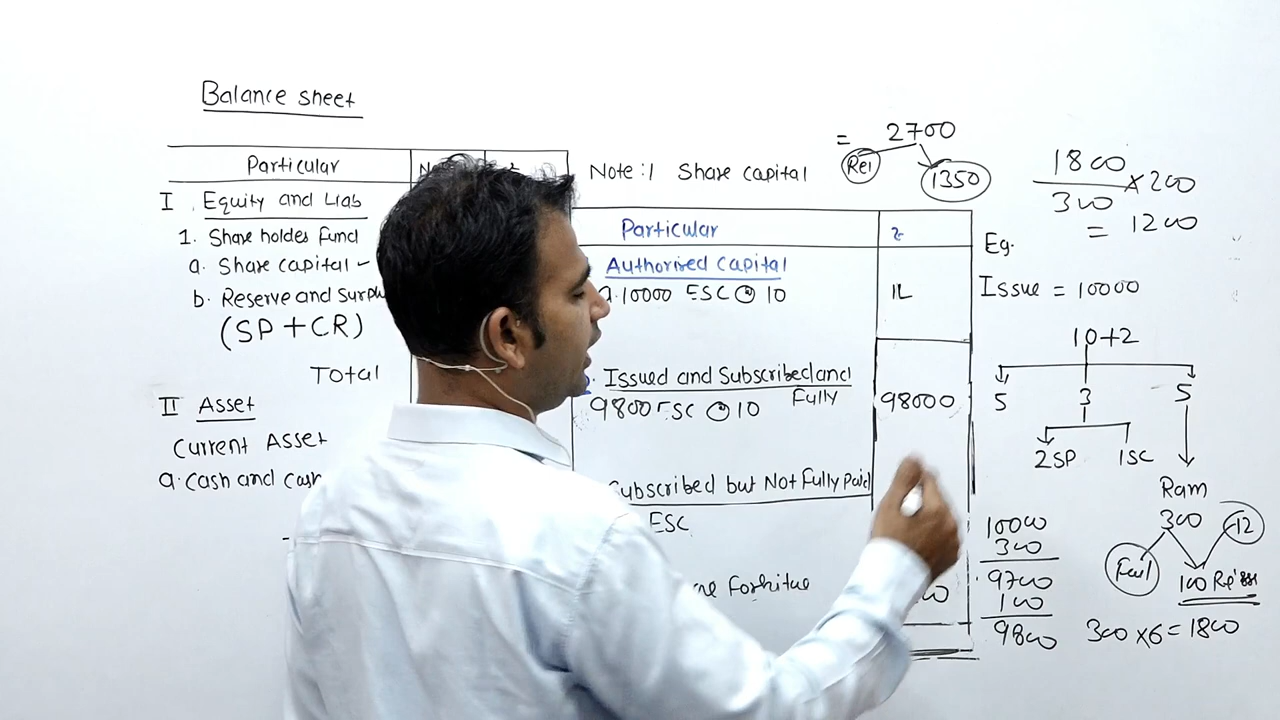 Balance sheet
Particular
I. Equity and Liab
1. Share holdes fund
a. Share capital -
b. Reserve and Surplu
(SP + CR)
Total
II Asset
Current Asset
a. Cash and cash
Note:1 Share capital
= 2700
Rel
1350
Particular ₹
Authorised Capital
10000 ESC @ 10 1L
Issued and Subscribed and
Fully
9800 ESC @ 10 98000
Subscribed but Not Fully Paid
ESC
1800
300 × 200
= 1200
Eg.
Issue = 10000
10+2
5 3 5
2SP 1SC
Ram
300 12
Fail
100 Re'iss
300 × 6 = 1800
10000
300
9700
100
9800